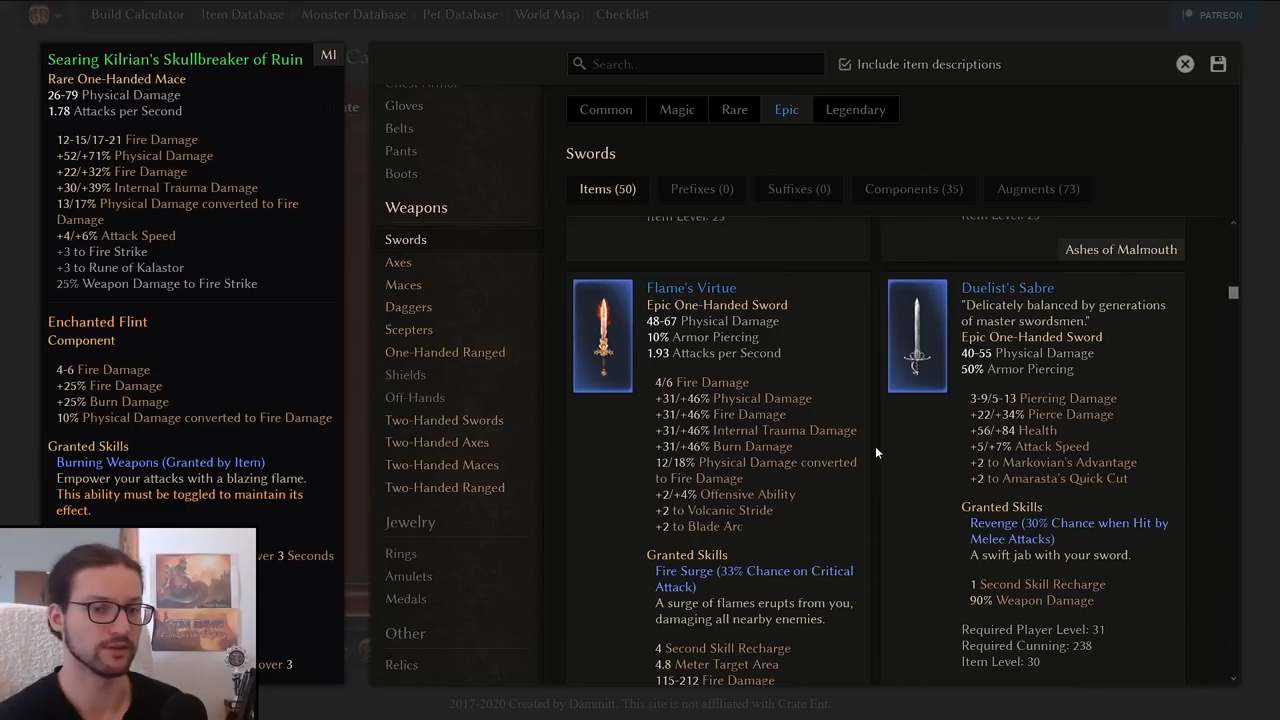 Build Calculator Item Database Monster Database Pet Database World Map Checklist
PATREON
Searing Kilrian's Skullbreaker of Ruin
MI
Rare One-Handed Mace
26-79 Physical Damage
1.78 Attacks per Second
12-15/17-21 Fire Damage
+52/+71% Physical Damage
+22/+32% Fire Damage
+30/+39% Internal Trauma Damage
13/17% Physical Damage converted to Fire
Damage
+4/+6% Attack Speed
+3 to Fire Strike
+3 to Rune of Kalastor
25% Weapon Damage to Fire Strike
Enchanted Flint
Component
4-6 Fire Damage
+25% Fire Damage
+25% Burn Damage
10% Physical Damage converted to Fire Damage
Granted Skills
Burning Weapons (Granted by Item)
Empower your attacks with a blazing flame.
This ability must be toggled to maintain its
effect.
over 3 Seconds
over 3
Search...
Include item descriptions
Chest Armor
Gloves
Belts
Pants
Boots
Weapons
Swords
Axes
Maces
Daggers
Scepters
One-Handed Ranged
Shields
Off-Hands
Two-Handed Swords
Two-Handed Axes
Two-Handed Maces
Two-Handed Ranged
Jewelry
Rings
Amulets
Medals
Other
Relics
Common Magic Rare Epic Legendary
Swords
Items (50) Prefixes (0) Suffixes (0) Components (35) Augments (73)
Item Level: 25
Item Level: 25
Ashes of Malmouth
Flame's Virtue
Epic One-Handed Sword
48-67 Physical Damage
10% Armor Piercing
1.93 Attacks per Second
4/6 Fire Damage
+31/+46% Physical Damage
+31/+46% Fire Damage
+31/+46% Internal Trauma Damage
+31/+46% Burn Damage
12/18% Physical Damage converted
to Fire Damage
+2/+4% Offensive Ability
+2 to Volcanic Stride
+2 to Blade Arc
Granted Skills
Fire Surge (33% Chance on Critical
Attack)
A surge of flames erupts from you,
damaging all nearby enemies.
4 Second Skill Recharge
4.8 Meter Target Area
115-212 Fire Damage
Duelist's Sabre
"Delicately balanced by generations
of master swordsmen."
Epic One-Handed Sword
40-55 Physical Damage
50% Armor Piercing
3-9/5-13 Piercing Damage
+22/+34% Pierce Damage
+56/+84 Health
+5/+7% Attack Speed
+2 to Markovian's Advantage
+2 to Amarasta's Quick Cut
Granted Skills
Revenge (30% Chance when Hit by
Melee Attacks)
A swift jab with your sword.
1 Second Skill Recharge
90% Weapon Damage
Required Player Level: 31
Required Cunning: 238
Item Level: 30
2017-2020 Created by Dammitt. This site is not affiliated with Crate Ent.